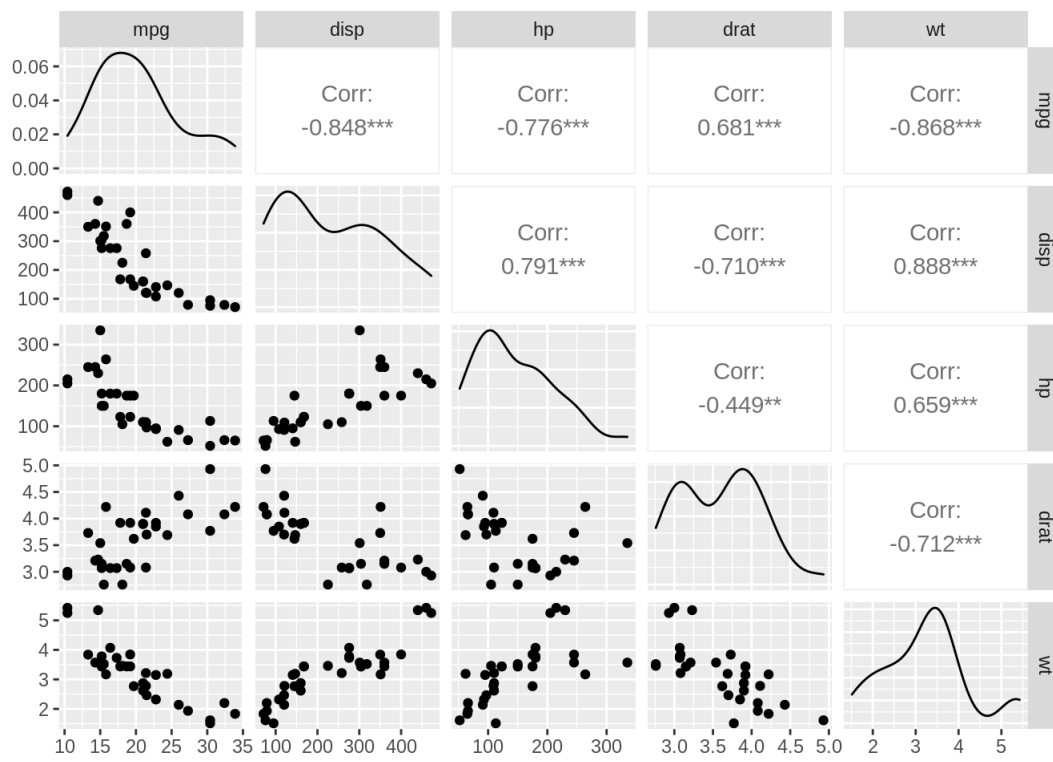 mpg disp hp drat wt
0.06
0.04
0.02
0.00
Corr:
-0.848***
Corr:
-0.776***
Corr:
0.681***
Corr:
-0.868***
mpg
400
300
200
100
Corr:
0.791***
Corr:
-0.710***
Corr:
0.888***
disp
300
200
100
Corr:
-0.449**
Corr:
0.659***
hp
5.0
4.5
4.0
3.5
3.0
Corr:
-0.712***
drat
5
4
3
2
wt
10 15 20 25 30 35 100 200 300 400 100 200 300 3.0 3.5 4.0 4.5 5.0 2 3 4 5